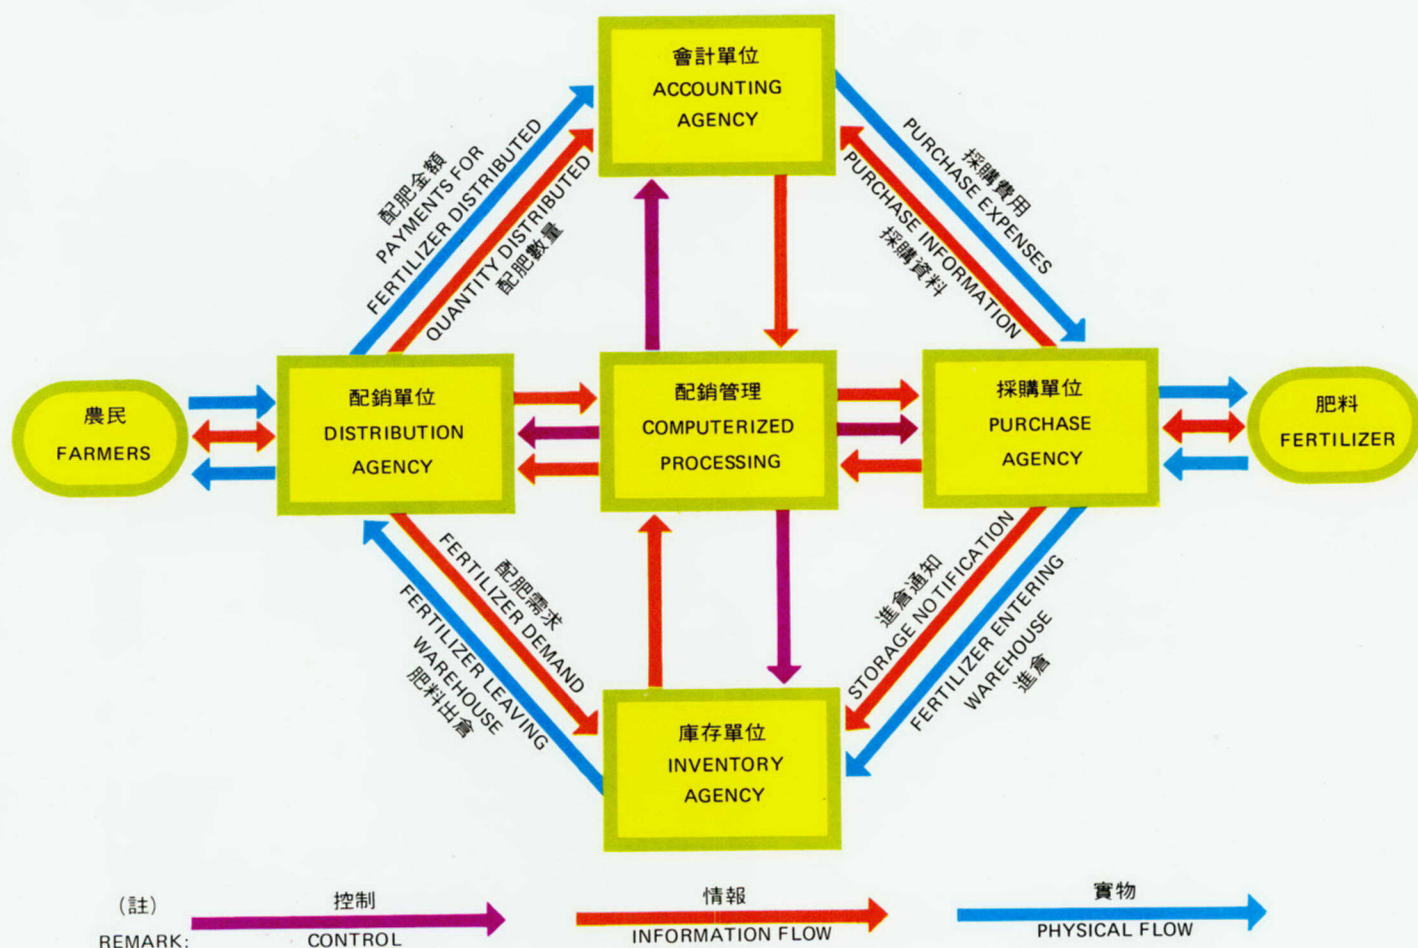 會計單位
ACCOUNTING
AGENCY
配肥金額
PAYMENTS FOR
FERTILIZER DISTRIBUTED
QUANTITY DISTRIBUTED
配肥數量
採購費用
PURCHASE EXPENSES
PURCHASE INFORMATION
採購資料
農民
FARMERS
配銷單位
DISTRIBUTION
AGENCY
配銷管理
COMPUTERIZED
PROCESSING
採購單位
PURCHASE
AGENCY
肥料
FERTILIZER
配肥需求
FERTILIZER DEMAND
FERTILIZER LEAVING
WAREHOUSE
肥料出倉
進倉通知
STORAGE NOTIFICATION
FERTILIZER ENTERING
WAREHOUSE
進倉
庫存單位
INVENTORY
AGENCY
(註)
REMARK:
控制
CONTROL
情報
INFORMATION FLOW
實物
PHYSICAL FLOW